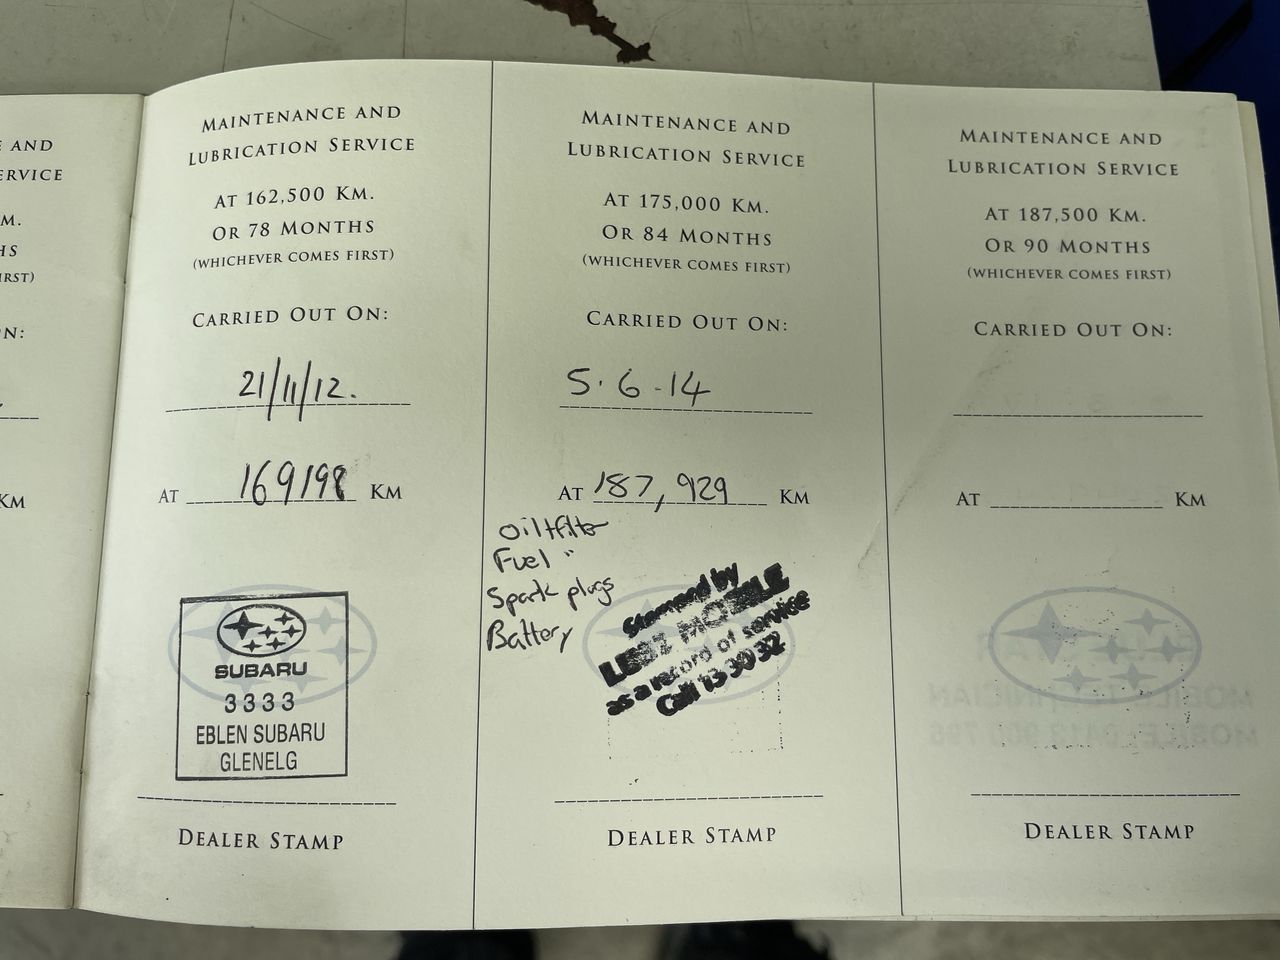 E AND
ERVICE
M.
HS
IRST)
N:
KM
MAINTENANCE AND
LUBRICATION SERVICE
AT 162,500 KM.
OR 78 MONTHS
(WHICHEVER COMES FIRST)
CARRIED OUT ON:
21/11/12.
AT 169198 KM
SUBARU
3333
EBLEN SUBARU
GLENELG
DEALER STAMP
MAINTENANCE AND
LUBRICATION SERVICE
AT 175,000 KM.
OR 84 MONTHS
(WHICHEVER COMES FIRST)
CARRIED OUT ON:
5.6.14
AT 187,929 KM
Oil + filter
Fuel "
Spark plugs
Battery
Stamped by
MOBILE
as a record of service
Call 13 30 32
DEALER STAMP
MAINTENANCE AND
LUBRICATION SERVICE
AT 187,500 KM.
OR 90 MONTHS
(WHICHEVER COMES FIRST)
CARRIED OUT ON:
AT KM
DEALER STAMP